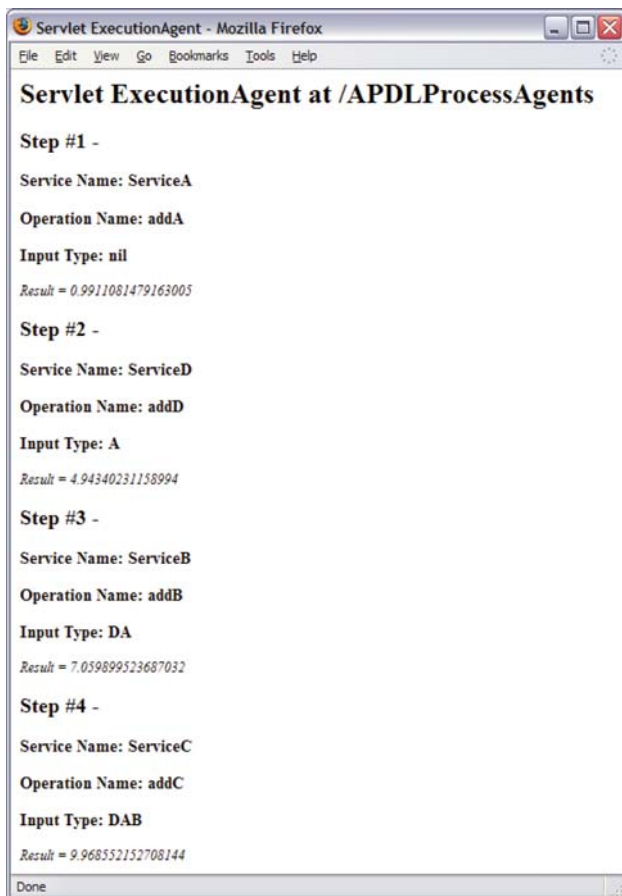 Servlet ExecutionAgent - Mozilla Firefox
File Edit View Go Bookmarks Tools Help
Servlet ExecutionAgent at /APDLProcessAgents
Step #1 -
Service Name: ServiceA
Operation Name: addA
Input Type: nil
Result = 0.9911081479163005
Step #2 -
Service Name: ServiceD
Operation Name: addD
Input Type: A
Result = 4.94340231158994
Step #3 -
Service Name: ServiceB
Operation Name: addB
Input Type: DA
Result = 7.059899523687032
Step #4 -
Service Name: ServiceC
Operation Name: addC
Input Type: DAB
Result = 9.968552152708144
Done